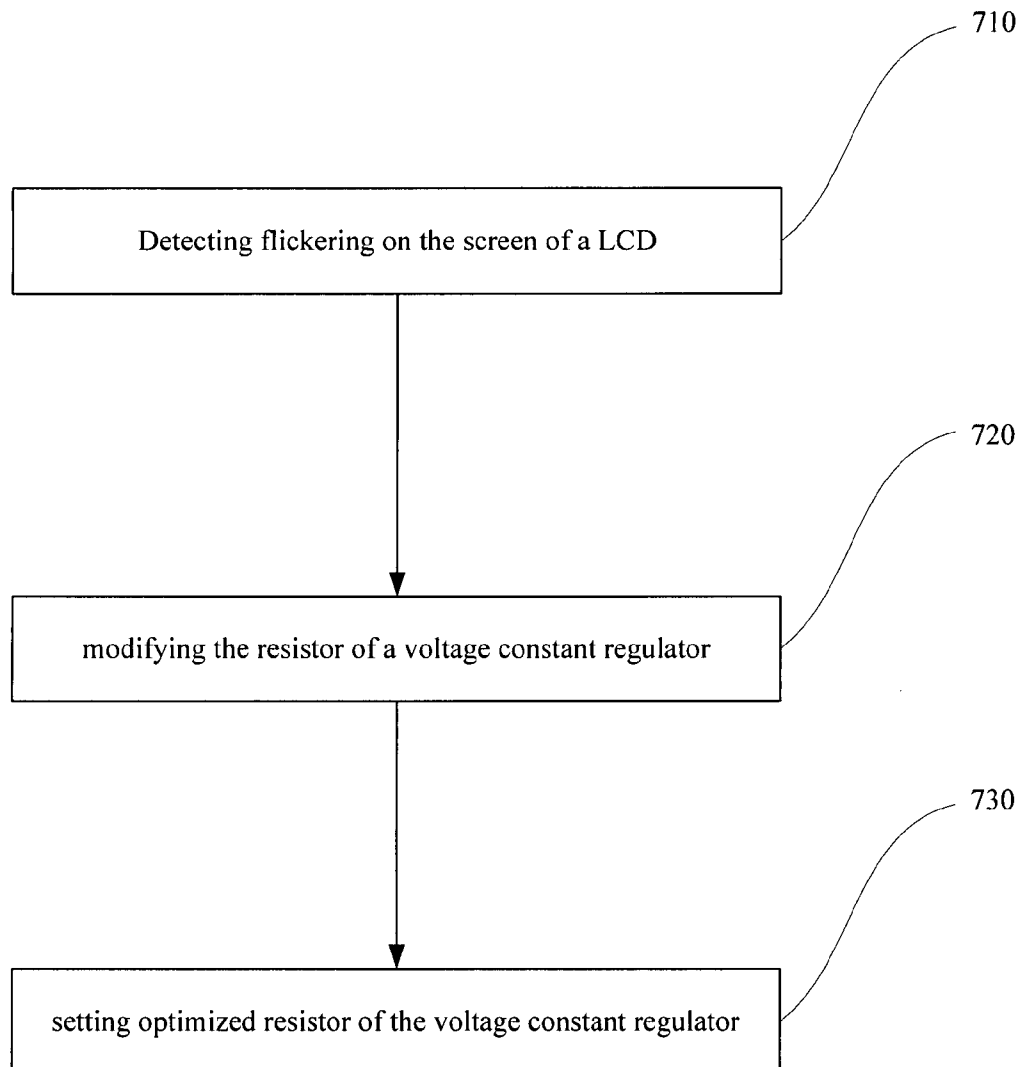 710
Detecting flickering on the screen of a LCD
720
modifying the resistor of a voltage constant regulator
730
setting optimized resistor of the voltage constant regulator